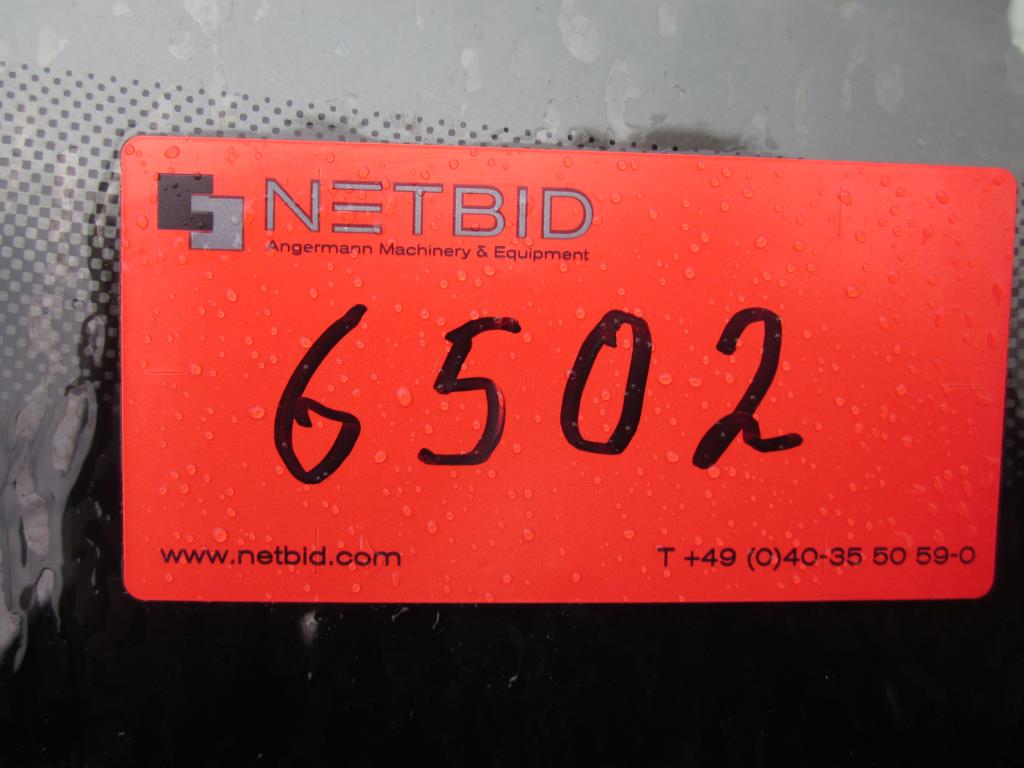 NETBID
Angermann Machinery & Equipment
6502
www.netbid.com T +49 (0)40-35 50 59-0